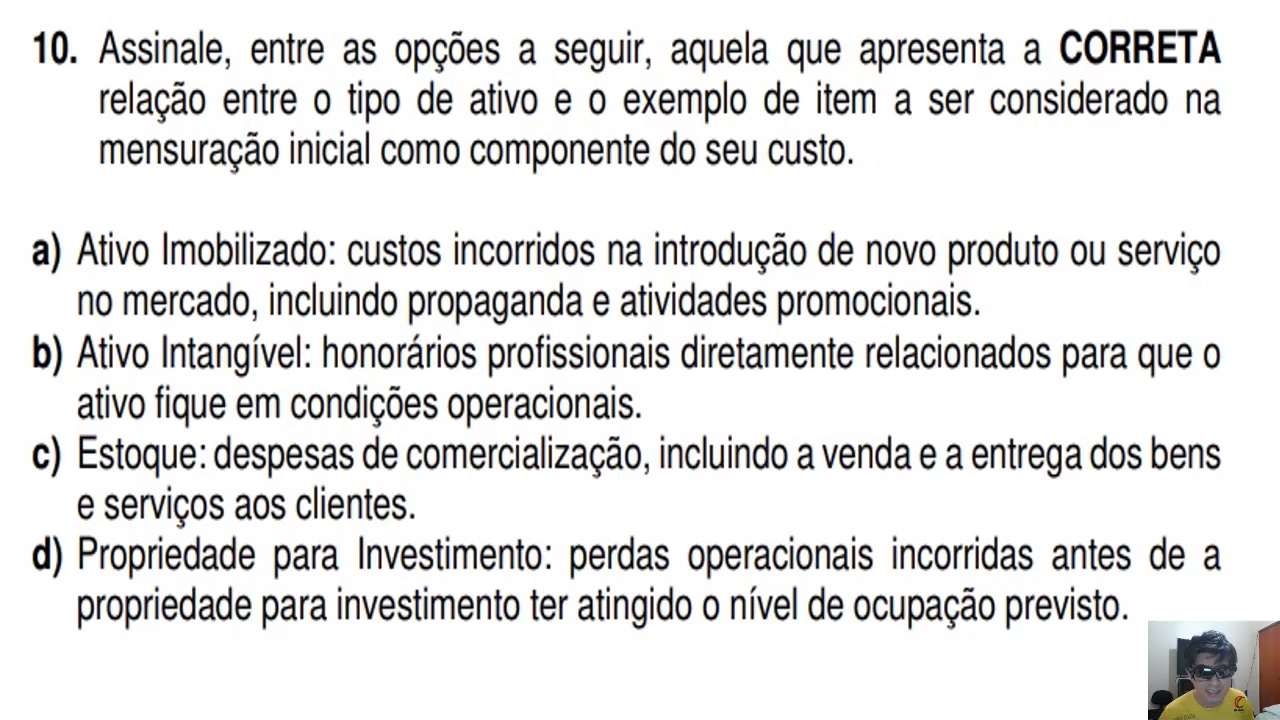 10. Assinale, entre as opções a seguir, aquela que apresenta a CORRETA
relação entre o tipo de ativo e o exemplo de item a ser considerado na
mensuração inicial como componente do seu custo.
a) Ativo Imobilizado: custos incorridos na introdução de novo produto ou serviço
no mercado, incluindo propaganda e atividades promocionais.
b) Ativo Intangível: honorários profissionais diretamente relacionados para que o
ativo fique em condições operacionais.
c) Estoque: despesas de comercialização, incluindo a venda e a entrega dos bens
e serviços aos clientes.
d) Propriedade para Investimento: perdas operacionais incorridas antes de a
propriedade para investimento ter atingido o nível de ocupação previsto.